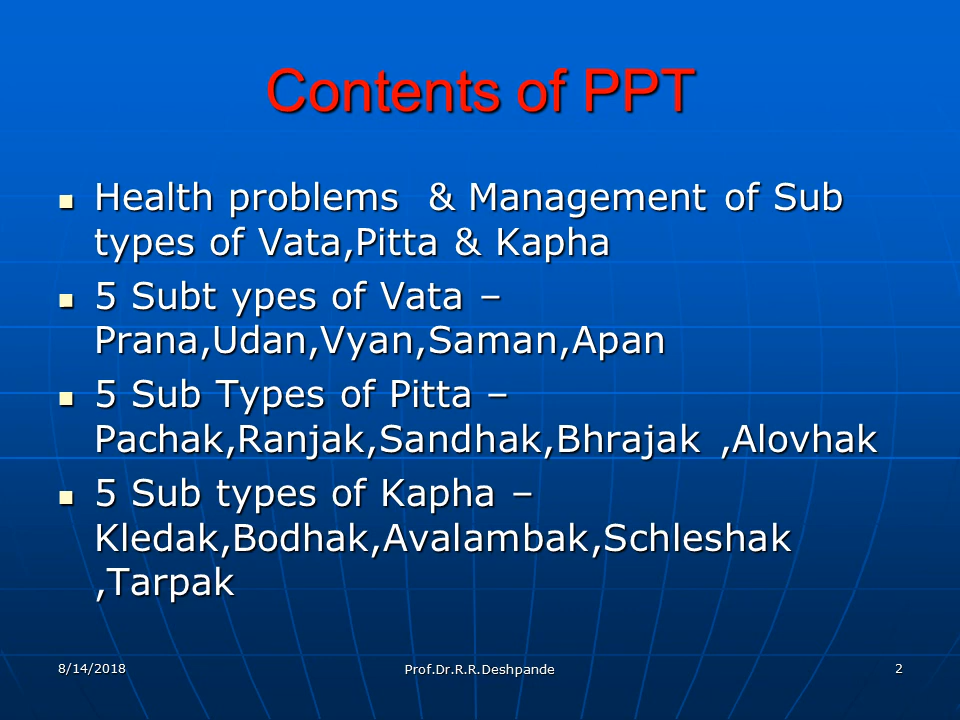 Contents of PPT
Health problems & Management of Sub
types of Vata,Pitta & Kapha
5 Subt ypes of Vata –
Prana,Udan,Vyan,Saman,Apan
5 Sub Types of Pitta –
Pachak,Ranjak,Sandhak,Bhrajak ,Alovhak
5 Sub types of Kapha –
Kledak,Bodhak,Avalambak,Schleshak
,Tarpak
8/14/2018 Prof.Dr.R.R.Deshpande 2